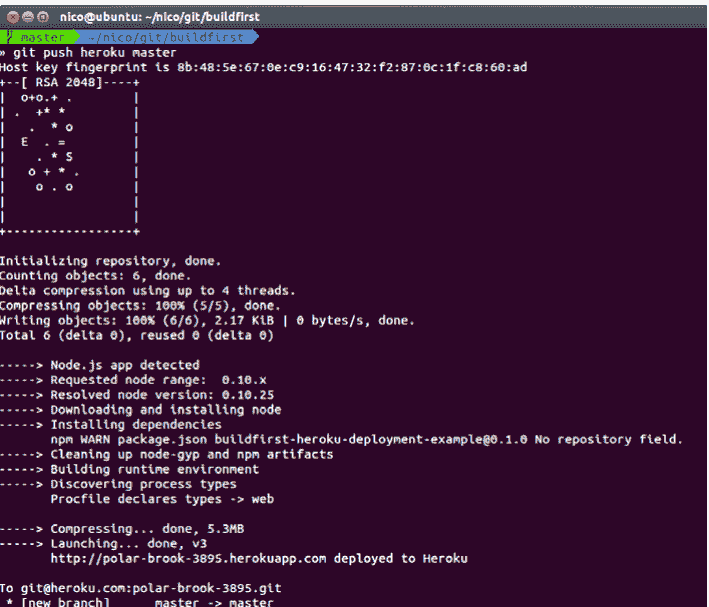 nico@ubuntu: ~/nico/git/buildfirst
master ~/nico/git/buildfirst
» git push heroku master
Host key fingerprint is 8b:48:5e:67:0e:c9:16:47:32:f2:87:0c:1f:c8:60:ad
+--[ RSA 2048]----+
|  o+o.+ .        |
| .  +* *         |
|   .  * o        |
|  E  . =         |
|    . * S        |
|   o + * .       |
|    o . o        |
|                 |
|                 |
+-----------------+
Initializing repository, done.
Counting objects: 6, done.
Delta compression using up to 4 threads.
Compressing objects: 100% (5/5), done.
Writing objects: 100% (6/6), 2.17 KiB | 0 bytes/s, done.
Total 6 (delta 0), reused 0 (delta 0)
-----> Node.js app detected
-----> Requested node range:  0.10.x
-----> Resolved node version: 0.10.25
-----> Downloading and installing node
-----> Installing dependencies
       npm WARN package.json buildfirst-heroku-deployment-example@0.1.0 No repository field.
-----> Cleaning up node-gyp and npm artifacts
-----> Building runtime environment
-----> Discovering process types
       Procfile declares types -> web
-----> Compressing... done, 5.3MB
-----> Launching... done, v3
       http://polar-brook-3895.herokuapp.com deployed to Heroku
To git@heroku.com:polar-brook-3895.git
 * [new branch]      master -> master